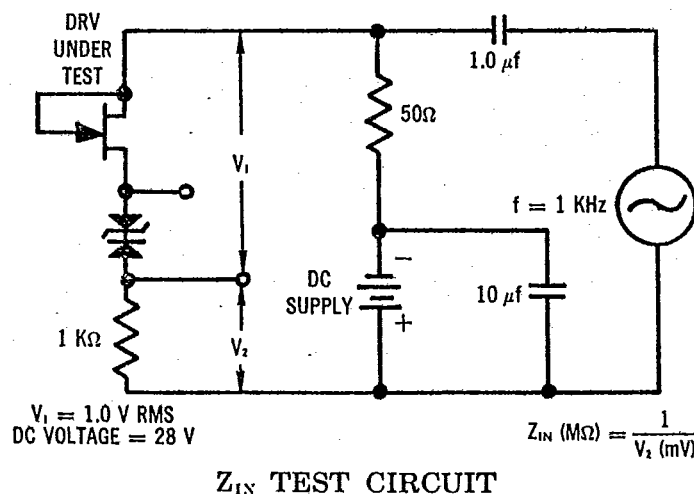 DRV
UNDER
TEST
1.0 μf
50Ω
V₁
f = 1 KHz
−
DC
SUPPLY
+
10 μf
1 KΩ
V₂
V₁ = 1.0 V RMS
DC VOLTAGE = 28 V
Z_IN (MΩ) = 1 / V₂ (mV)
Z_IN TEST CIRCUIT